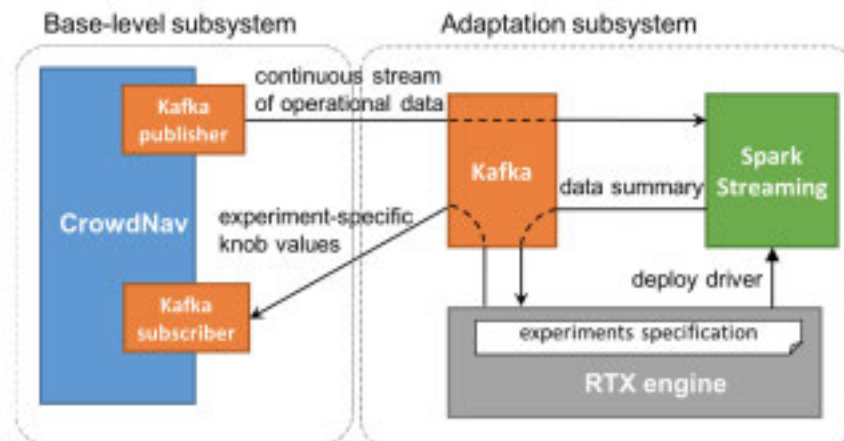 Base-level subsystem
Adaptation subsystem
continuous stream
of operational data
Kafka
publisher
CrowdNav
experiment-specific
knob values
Kafka
subscriber
Kafka
Spark
Streaming
data summary
deploy driver
experiments specification
RTX engine